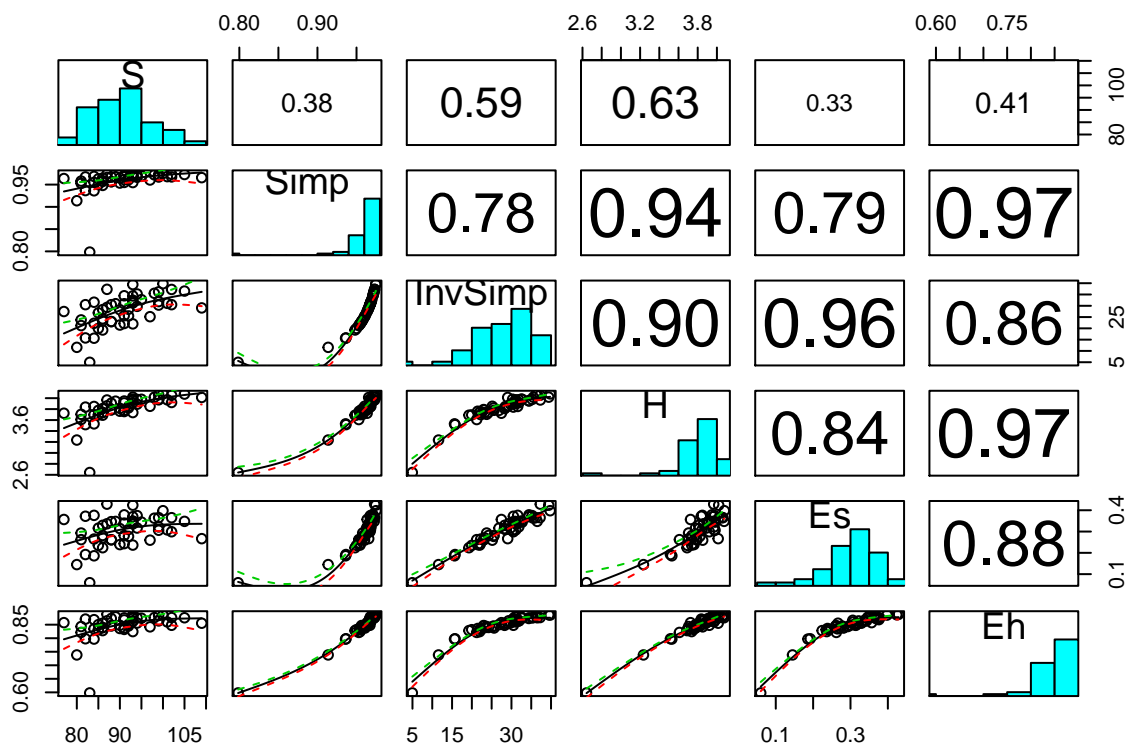 0.80 0.90 2.6 3.2 3.8 0.60 0.75
S 0.38 0.59 0.63 0.33 0.41 80 100
0.80 0.95 Simp 0.78 0.94 0.79 0.97
InvSimp 0.90 0.96 0.86 5 25
2.6 3.6 H 0.84 0.97
Es 0.88 0.1 0.4
0.60 0.85 Eh
80 90 105 5 15 30 0.1 0.3